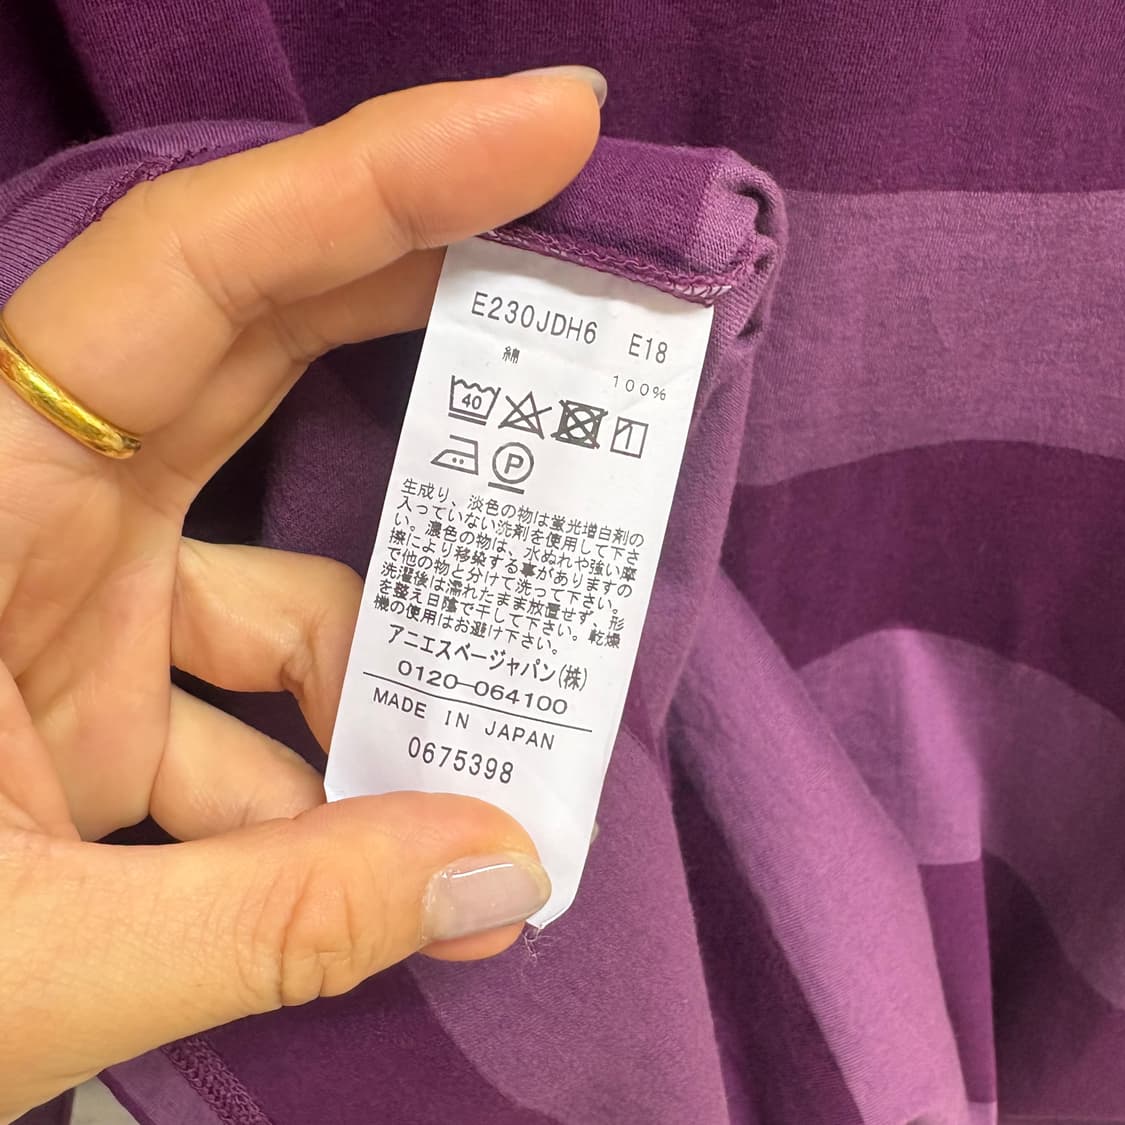 E230JDH6 E18
綿
100%
40
P
生成り、淡色の物は蛍光増白剤の
入っていない洗剤を使用して下さ
い。濃色の物は、水ぬれや強い摩
擦により移染する事がありますの
で他の物と分けて洗って下さい。
洗濯後は濡れたまま放置せず、形
を整え日陰で干して下さい。乾燥
機の使用はお避け下さい。
アニエスベージャパン(株)
0120-064100
MADE IN JAPAN
0675398